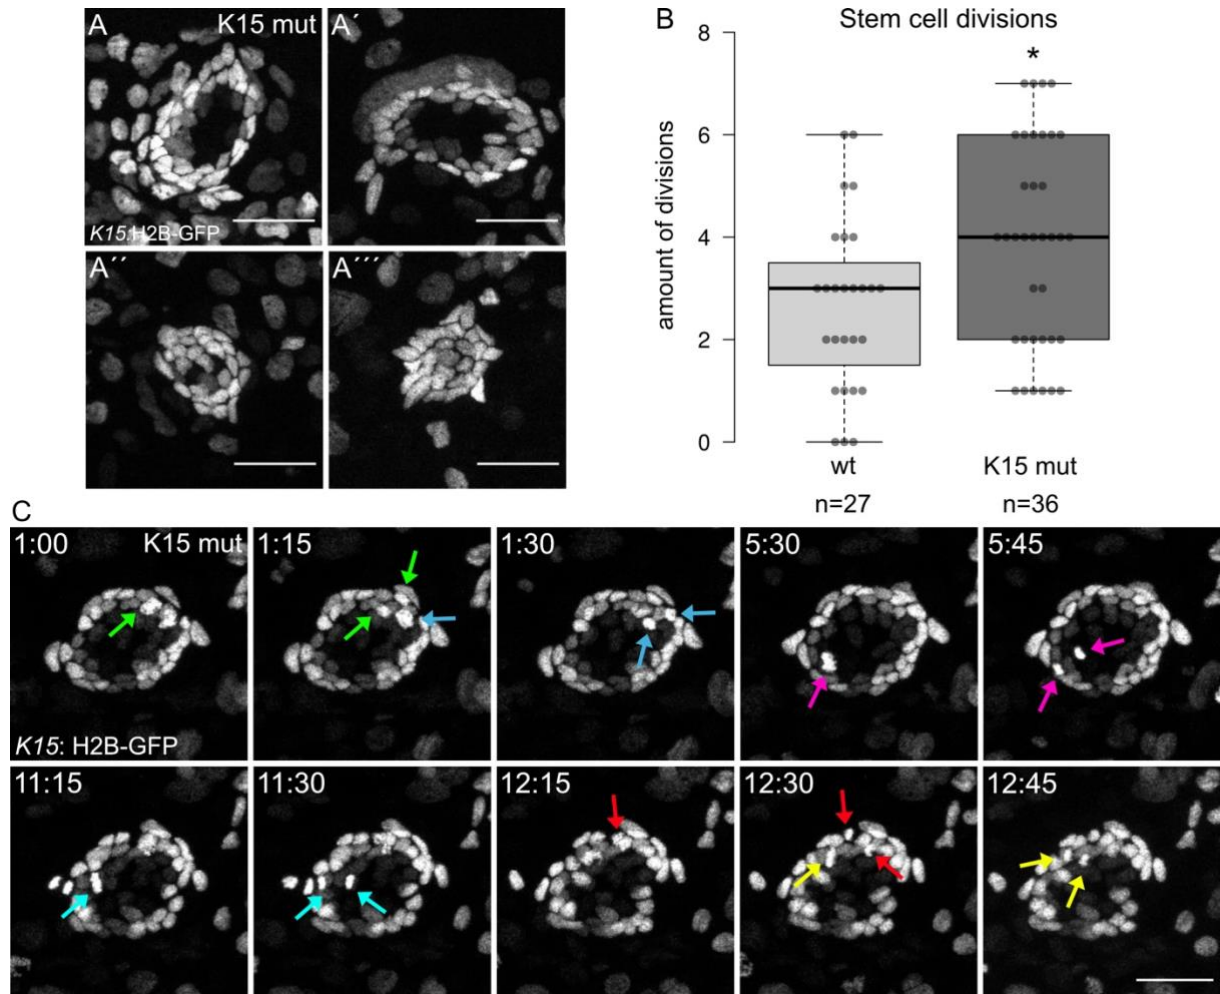 A K15 mut
K15:H2B-GFP
A´
A´´
A´´´
B
Stem cell divisions
*
amount of divisions
8
6
4
2
0
wt
K15 mut
n=27
n=36
C
1:00 K15 mut
K15: H2B-GFP
1:15
1:30
5:30
5:45
11:15
11:30
12:15
12:30
12:45